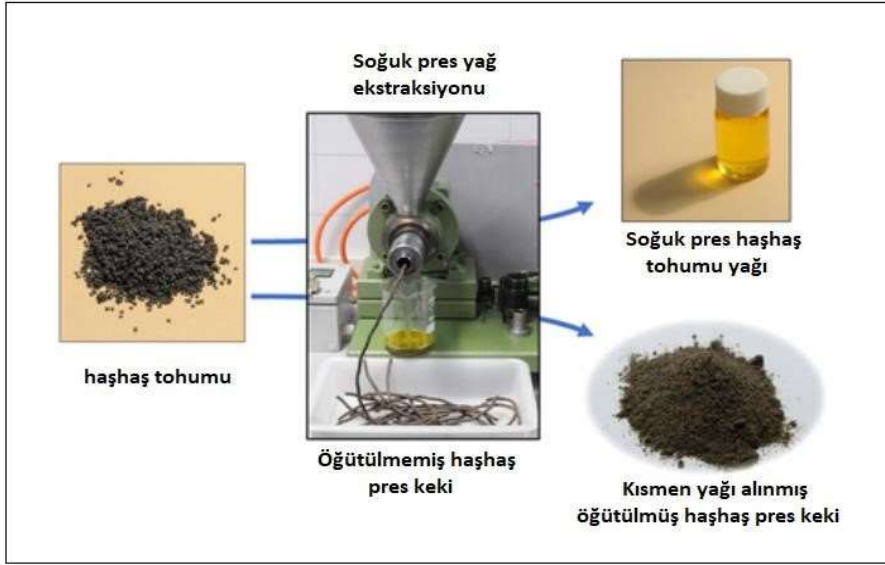 Soğuk pres yağ
ekstraksiyonu
haşhaş tohumu
Öğütülmemiş haşhaş
pres keki
Soğuk pres haşhaş
tohumu yağı
Kısmen yağı alınmış
öğütülmüş haşhaş pres keki